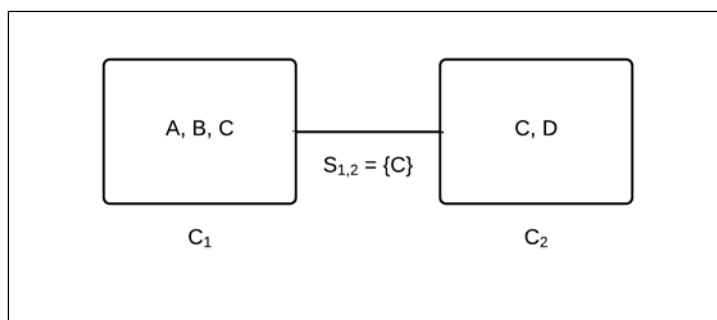 A, B, C
C, D
S1,2 = {C}
C1
C2